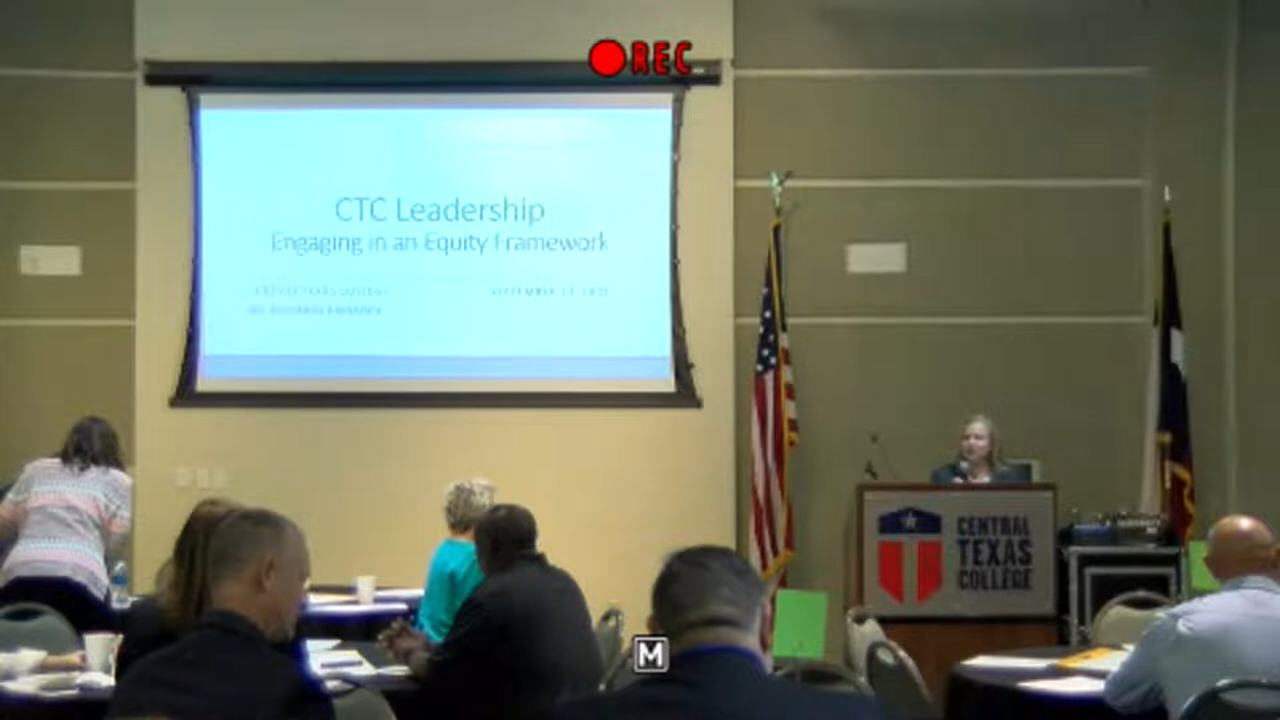 REC
CTC Leadership
Engaging in an Equity Framework
CENTRAL
TEXAS
COLLEGE
M